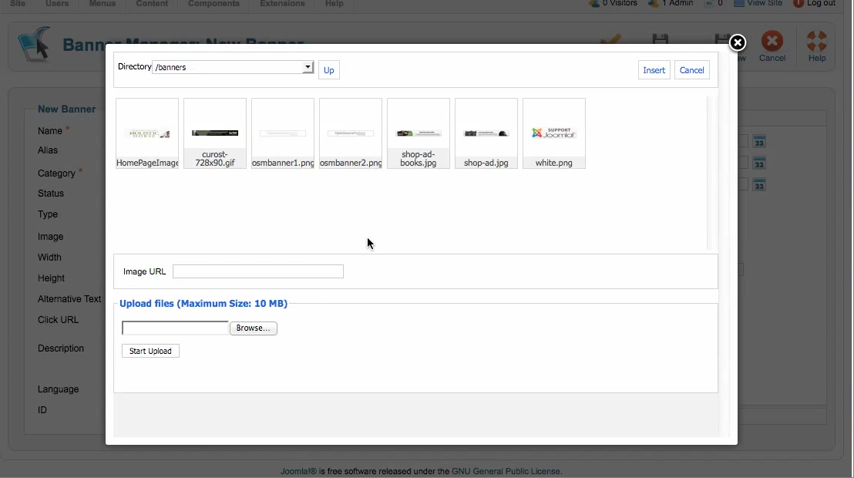 Site Users Menus Content Components Extensions Help 0 Visitors 1 Admin 0 View Site Log out
Banner Manager: New Banner
Cancel Help
Directory /banners Up Insert Cancel
HomePageImage
curost-728x90.gif
osmbanner1.png
osmbanner2.png
shop-ad-books.jpg
shop-ad.jpg
SUPPORT
Joomla!
white.png
New Banner
Name *
Alias
Category *
Status
Type
Image
Width
Height
Alternative Text
Click URL
Description
Language
ID
Image URL
Upload files (Maximum Size: 10 MB)
Browse...
Start Upload
Joomla!® is free software released under the GNU General Public License.